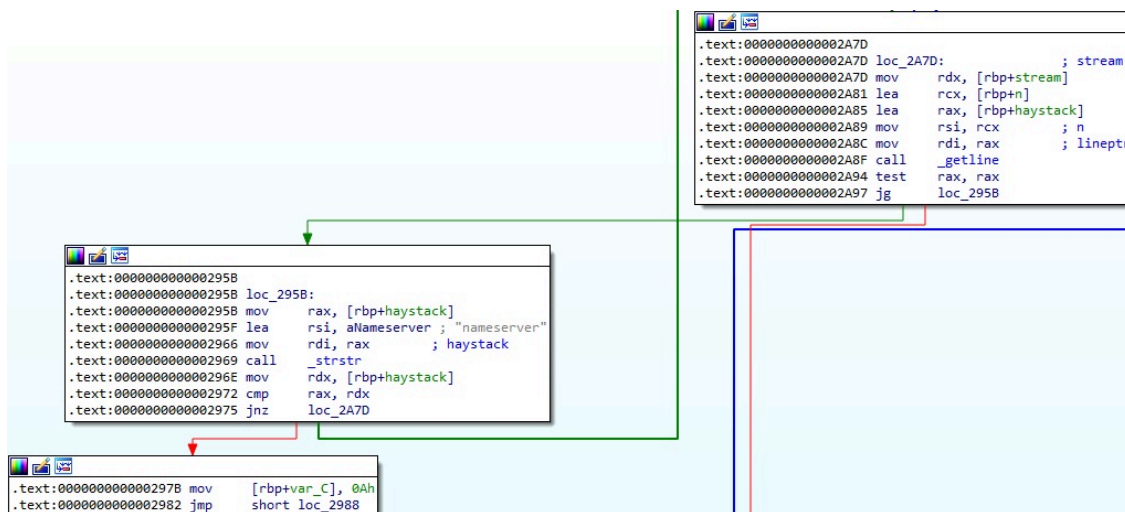 .text:0000000000002A7D
.text:0000000000002A7D loc_2A7D: ; stream
.text:0000000000002A7D mov rdx, [rbp+stream]
.text:0000000000002A81 lea rcx, [rbp+n]
.text:0000000000002A85 lea rax, [rbp+haystack]
.text:0000000000002A89 mov rsi, rcx ; n
.text:0000000000002A8C mov rdi, rax ; lineptr
.text:0000000000002A8F call _getline
.text:0000000000002A94 test rax, rax
.text:0000000000002A97 jg loc_295B
.text:000000000000295B
.text:000000000000295B loc_295B:
.text:000000000000295B mov rax, [rbp+haystack]
.text:000000000000295F lea rsi, aNameserver ; "nameserver"
.text:0000000000002966 mov rdi, rax ; haystack
.text:0000000000002969 call _strstr
.text:000000000000296E mov rdx, [rbp+haystack]
.text:0000000000002972 cmp rax, rdx
.text:0000000000002975 jnz loc_2A7D
.text:000000000000297B mov [rbp+var_C], 0Ah
.text:0000000000002982 jmp short loc_2988